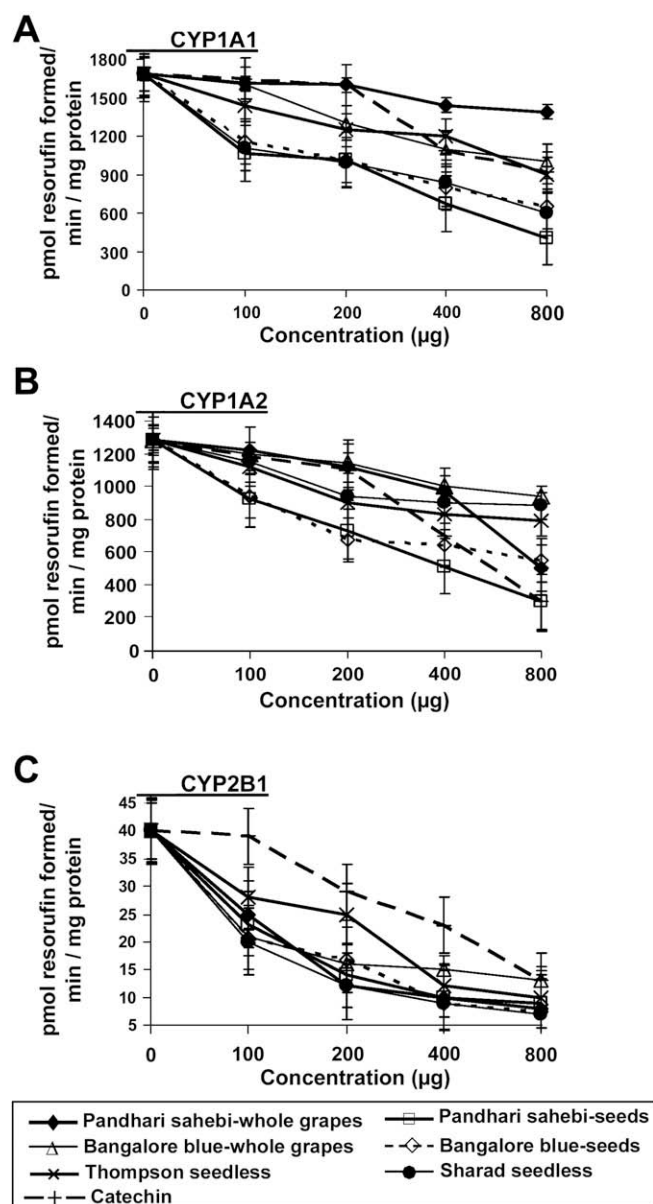 A
CYP1A1
pmol resorufin formed/
min / mg protein
1800
1500
1200
900
600
300
0
0 100 200 400 800
Concentration (µg)
B
CYP1A2
pmol resorufin formed/
min / mg protein
1400
1200
1000
800
600
400
200
0
0 100 200 400 800
Concentration (µg)
C
CYP2B1
pmol resorufin formed/
min / mg protein
45
40
35
30
25
20
15
10
5
0 100 200 400 800
Concentration (µg)
Pandhari sahebi-whole grapes Pandhari sahebi-seeds
Bangalore blue-whole grapes Bangalore blue-seeds
Thompson seedless Sharad seedless
Catechin